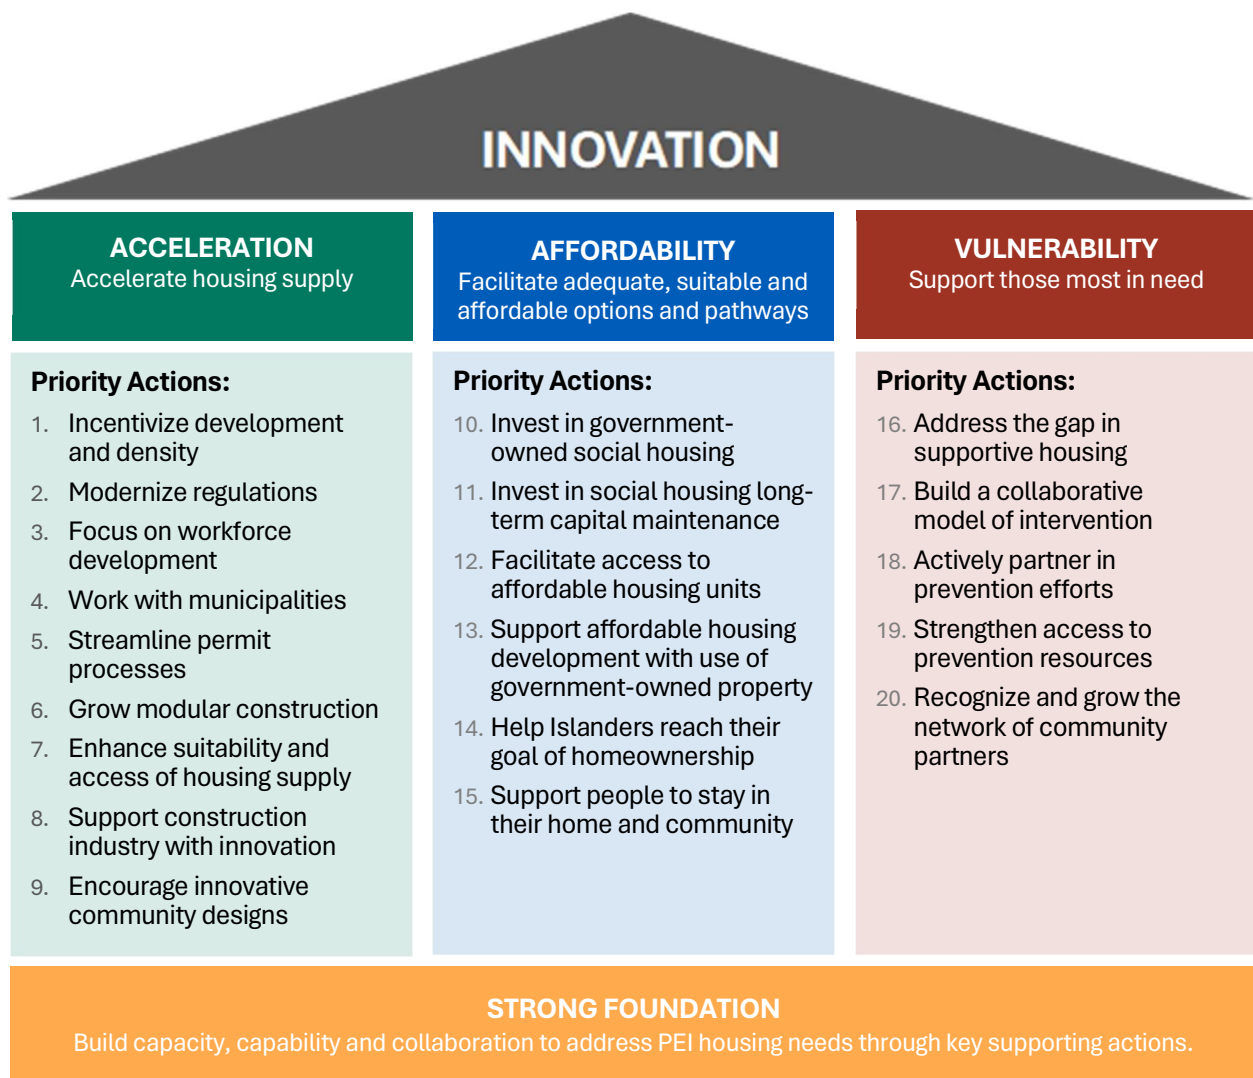 INNOVATION
ACCELERATION
Accelerate housing supply
Priority Actions:
1. Incentivize development
and density
2. Modernize regulations
3. Focus on workforce
development
4. Work with municipalities
5. Streamline permit
processes
6. Grow modular construction
7. Enhance suitability and
access of housing supply
8. Support construction
industry with innovation
9. Encourage innovative
community designs
AFFORDABILITY
Facilitate adequate, suitable and
affordable options and pathways
Priority Actions:
10. Invest in government-
owned social housing
11. Invest in social housing long-
term capital maintenance
12. Facilitate access to
affordable housing units
13. Support affordable housing
development with use of
government-owned property
14. Help Islanders reach their
goal of homeownership
15. Support people to stay in
their home and community
VULNERABILITY
Support those most in need
Priority Actions:
16. Address the gap in
supportive housing
17. Build a collaborative
model of intervention
18. Actively partner in
prevention efforts
19. Strengthen access to
prevention resources
20. Recognize and grow the
network of community
partners
STRONG FOUNDATION
Build capacity, capability and collaboration to address PEI housing needs through key supporting actions.